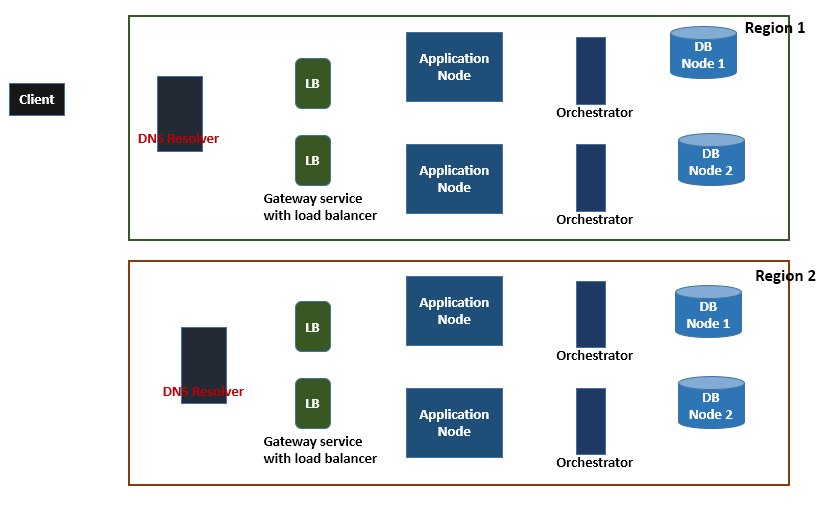 Region 1
Client
DNS Resolver
LB
LB
Gateway service
with load balancer
Application
Node
Application
Node
Orchestrator
Orchestrator
DB
Node 1
DB
Node 2
Region 2
DNS Resolver
LB
LB
Gateway service
with load balancer
Application
Node
Application
Node
Orchestrator
Orchestrator
DB
Node 1
DB
Node 2